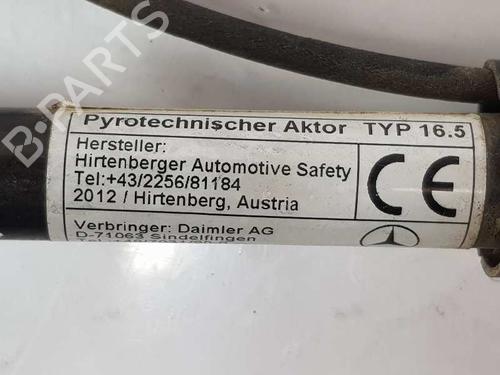 B-PARTS
Pyrotechnischer Aktor TYP 16.5
Hersteller:
Hirtenberger Automotive Safety
Tel:+43/2256/81184
2012 / Hirtenberg, Austria
CE
Verbringer: Daimler AG
D-71063 Sindelfingen